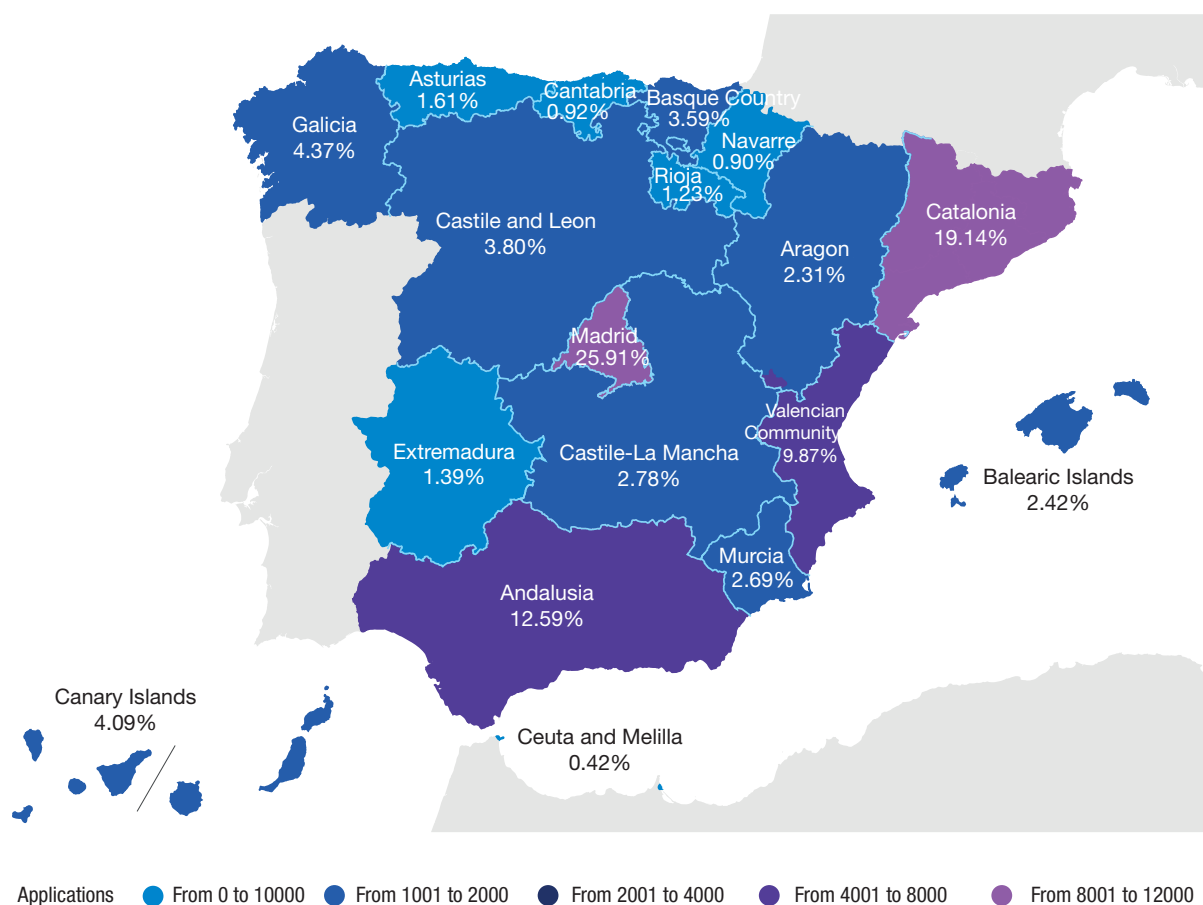 Asturias
1.61%
Cantabria
0.92%
Basque Country
3.59%
Galicia
4.37%
Navarre
0.90%
Rioja
1.23%
Castile and Leon
3.80%
Catalonia
19.14%
Aragon
2.31%
Madrid
25.91%
Valencian
Community
9.87%
Extremadura
1.39%
Castile-La Mancha
2.78%
Balearic Islands
2.42%
Murcia
2.69%
Andalusia
12.59%
Canary Islands
4.09%
Ceuta and Melilla
0.42%
Applications From 0 to 10000 From 1001 to 2000 From 2001 to 4000 From 4001 to 8000 From 8001 to 12000